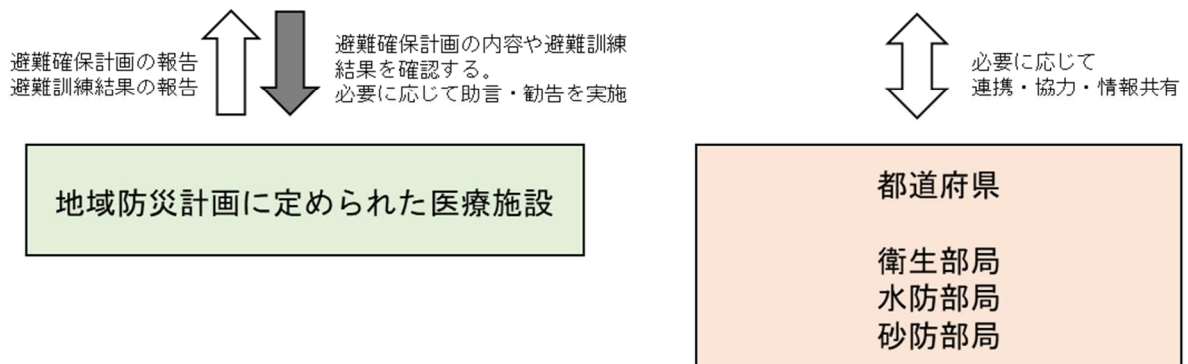 避難確保計画の報告
避難訓練結果の報告
避難確保計画の内容や避難訓練
結果を確認する。
必要に応じて助言・勧告を実施
必要に応じて
連携・協力・情報共有
地域防災計画に定められた医療施設
都道府県
衛生部局
水防部局
砂防部局